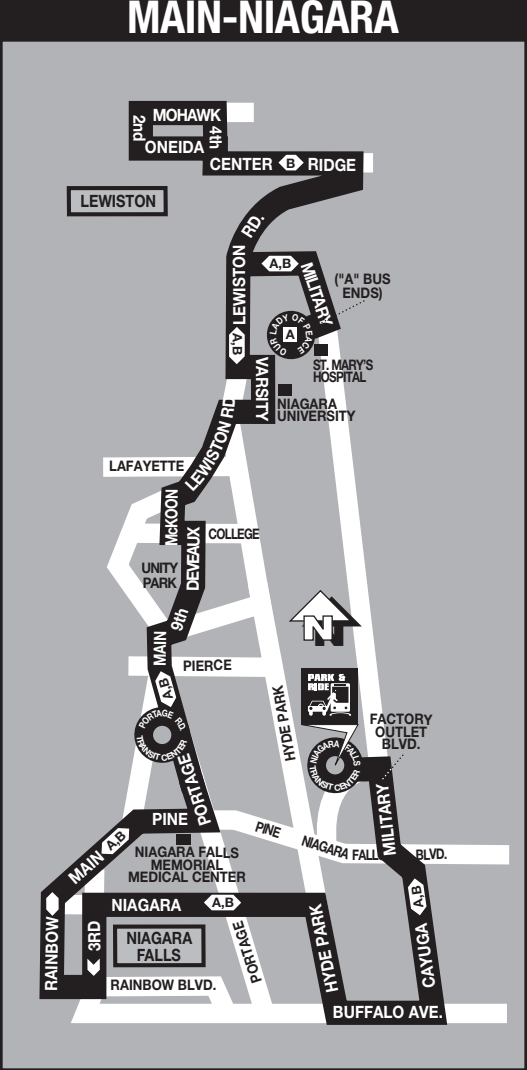 MAIN-NIAGARA
MOHAWK
2nd
4th
ONEIDA
CENTER B RIDGE
LEWISTON
LEWISTON RD.
A,B
MILITARY
("A" BUS
ENDS)
OUR LADY OF PEACE
A
A,B
ST. MARY'S
HOSPITAL
VARSITY
NIAGARA
UNIVERSITY
LEWISTON RD
LAFAYETTE
McKOON
COLLEGE
DEVEAUX
UNITY
PARK
9th
N
MAIN
PIERCE
A,B
PARK &
RIDE
HYDE PARK
PORTAGE RD
TRANSIT CENTER
FACTORY
OUTLET
BLVD.
NIAGARA FALLS
TRANSIT CENTER
PORTAGE
MILITARY
PINE
PINE
NIAGARA FALL
BLVD.
MAIN A,B
NIAGARA FALLS
MEMORIAL
MEDICAL CENTER
A,B
NIAGARA A,B
RAINBOW
3RD
NIAGARA
FALLS
PORTAGE
HYDE PARK
CAYUGA
RAINBOW BLVD.
BUFFALO AVE.